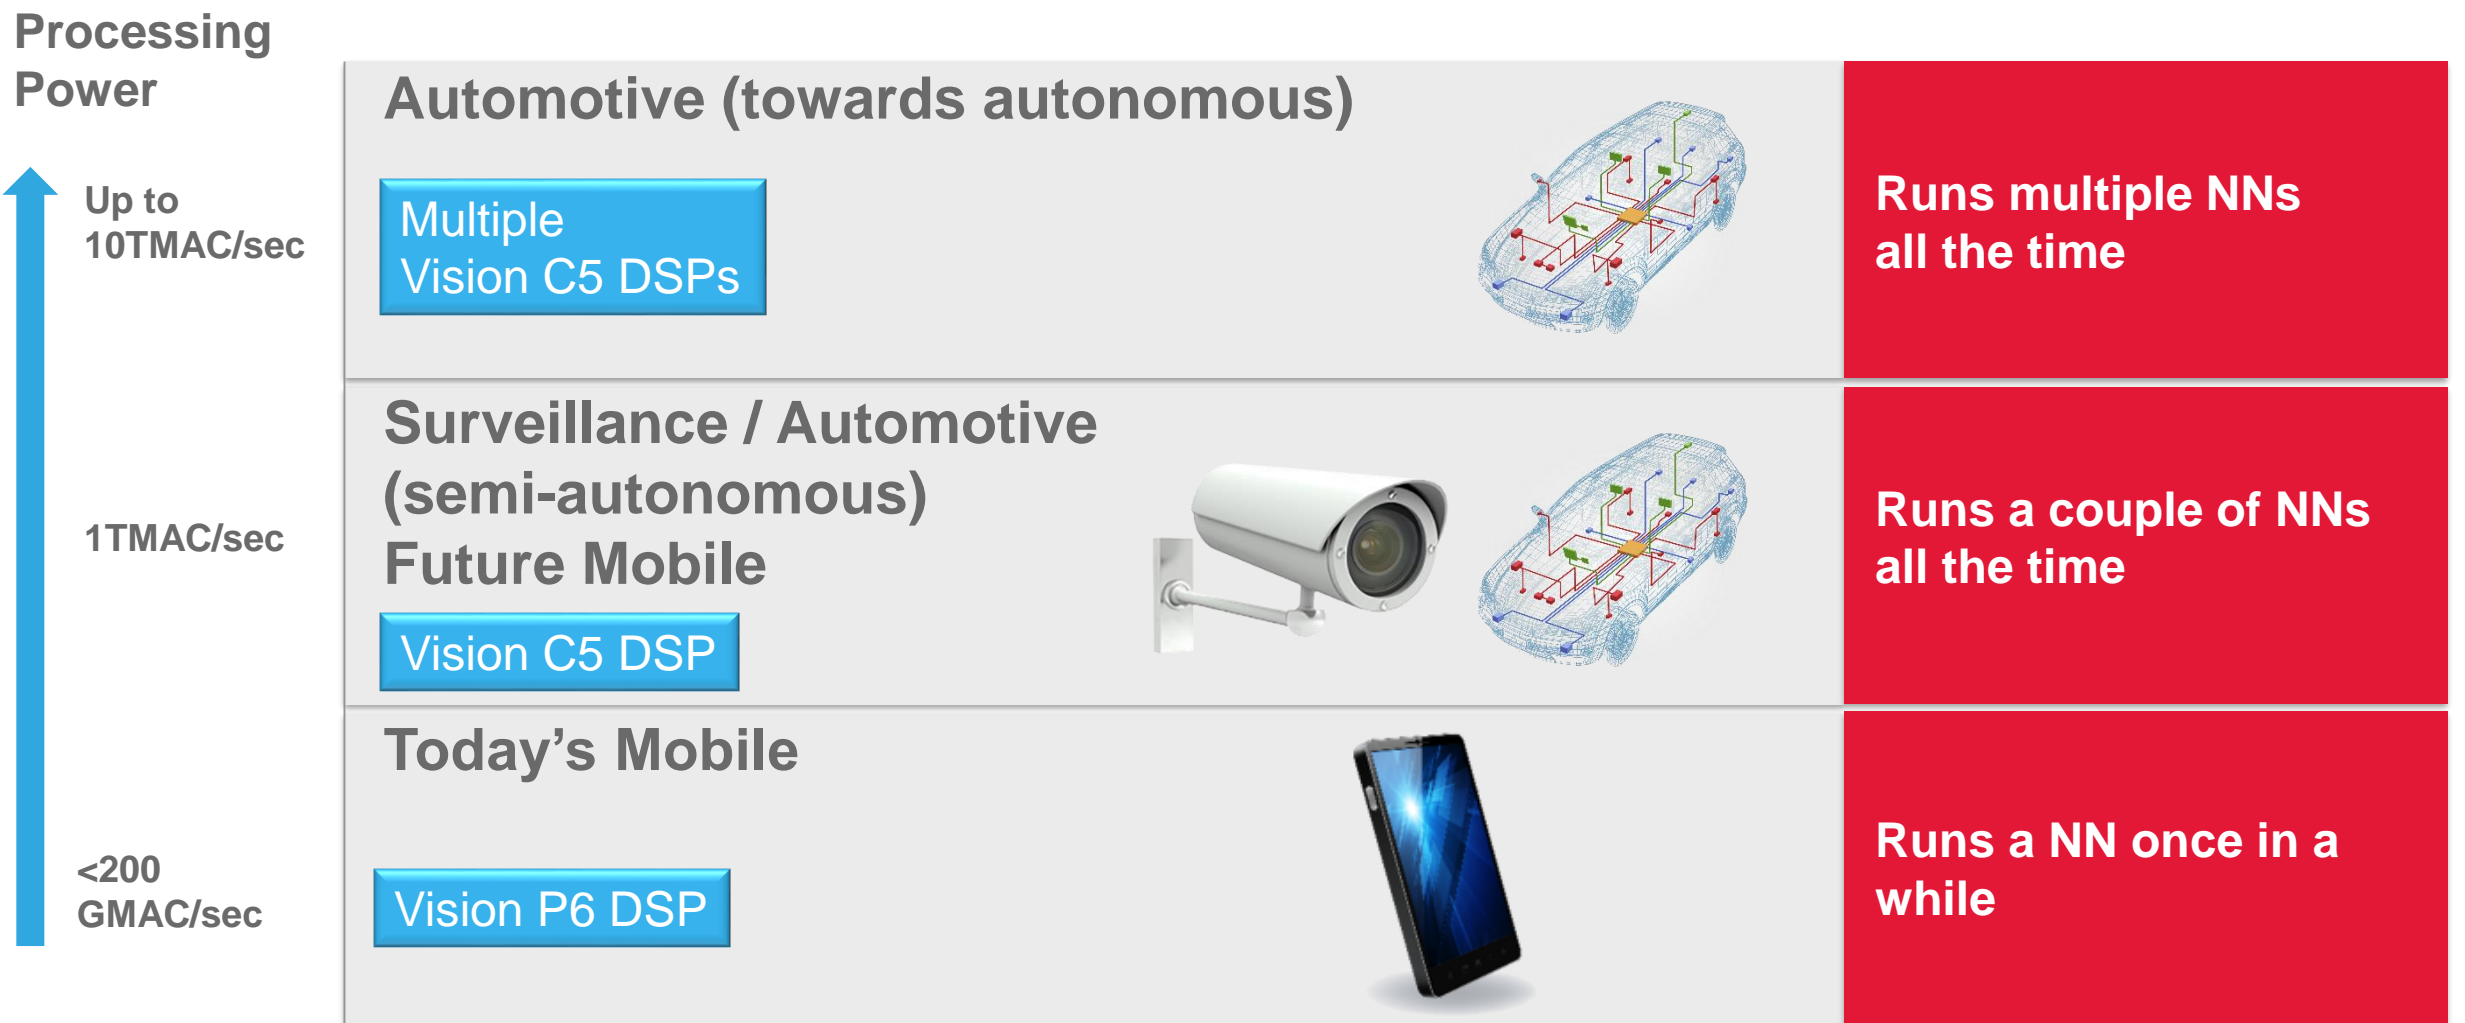 Processing
Power
Automotive (towards autonomous)
Up to
10TMAC/sec
Multiple
Vision C5 DSPs
Runs multiple NNs
all the time
Surveillance / Automotive
(semi-autonomous)
Future Mobile
1TMAC/sec
Vision C5 DSP
Runs a couple of NNs
all the time
Today’s Mobile
<200
GMAC/sec
Vision P6 DSP
Runs a NN once in a
while